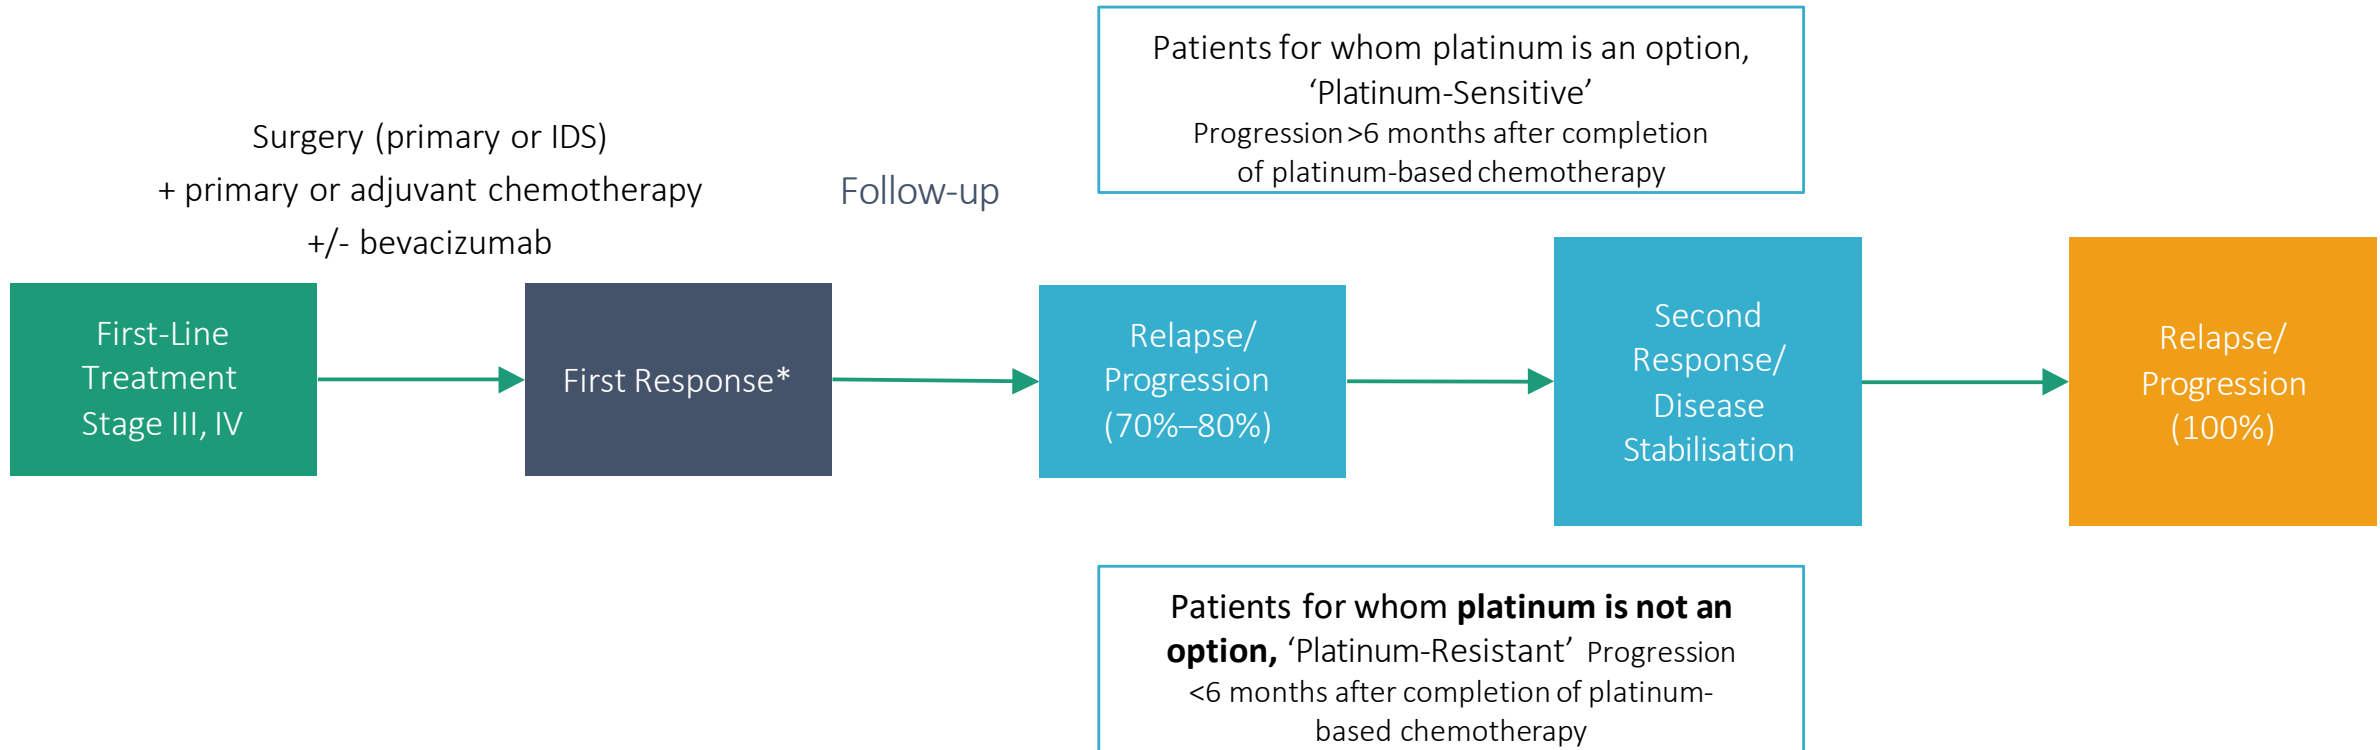 Patients for whom platinum is an option,
‘Platinum-Sensitive’
Progression >6 months after completion
of platinum-based chemotherapy
Surgery (primary or IDS)
+ primary or adjuvant chemotherapy
+/- bevacizumab
Follow-up
First-Line
Treatment
Stage III, IV
First Response*
Relapse/
Progression
(70%–80%)
Second
Response/
Disease
Stabilisation
Relapse/
Progression
(100%)
Patients for whom platinum is not an
option, ‘Platinum-Resistant’ Progression
<6 months after completion of platinum-
based chemotherapy